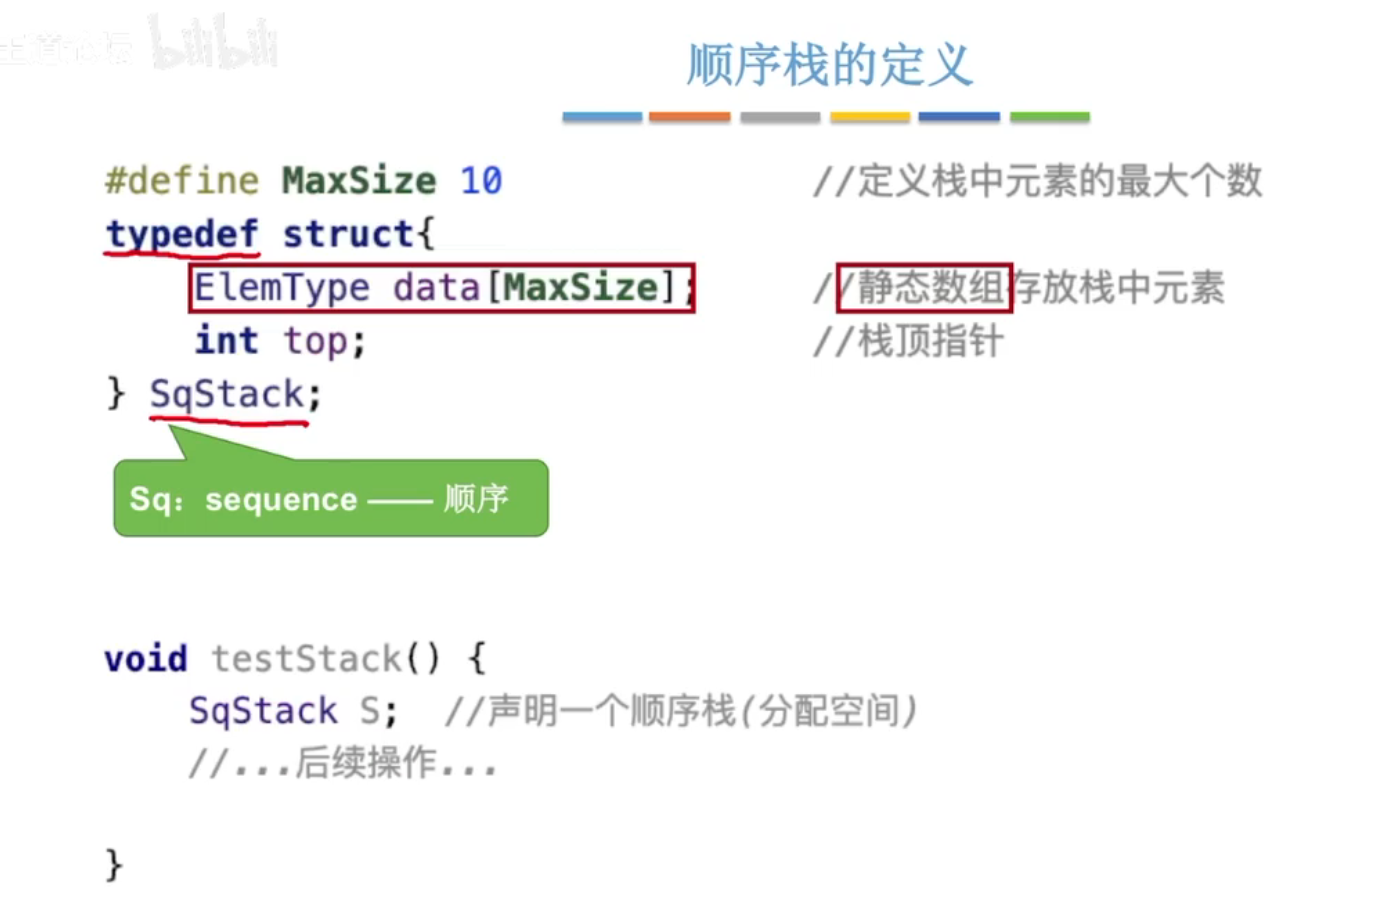 bilibili
顺序栈的定义
#define MaxSize 10 //定义栈中元素的最大个数
typedef struct{
ElemType data[MaxSize]; //静态数组存放栈中元素
int top; //栈顶指针
} SqStack;
Sq：sequence —— 顺序
void testStack() {
SqStack S; //声明一个顺序栈(分配空间)
//...后续操作...
}